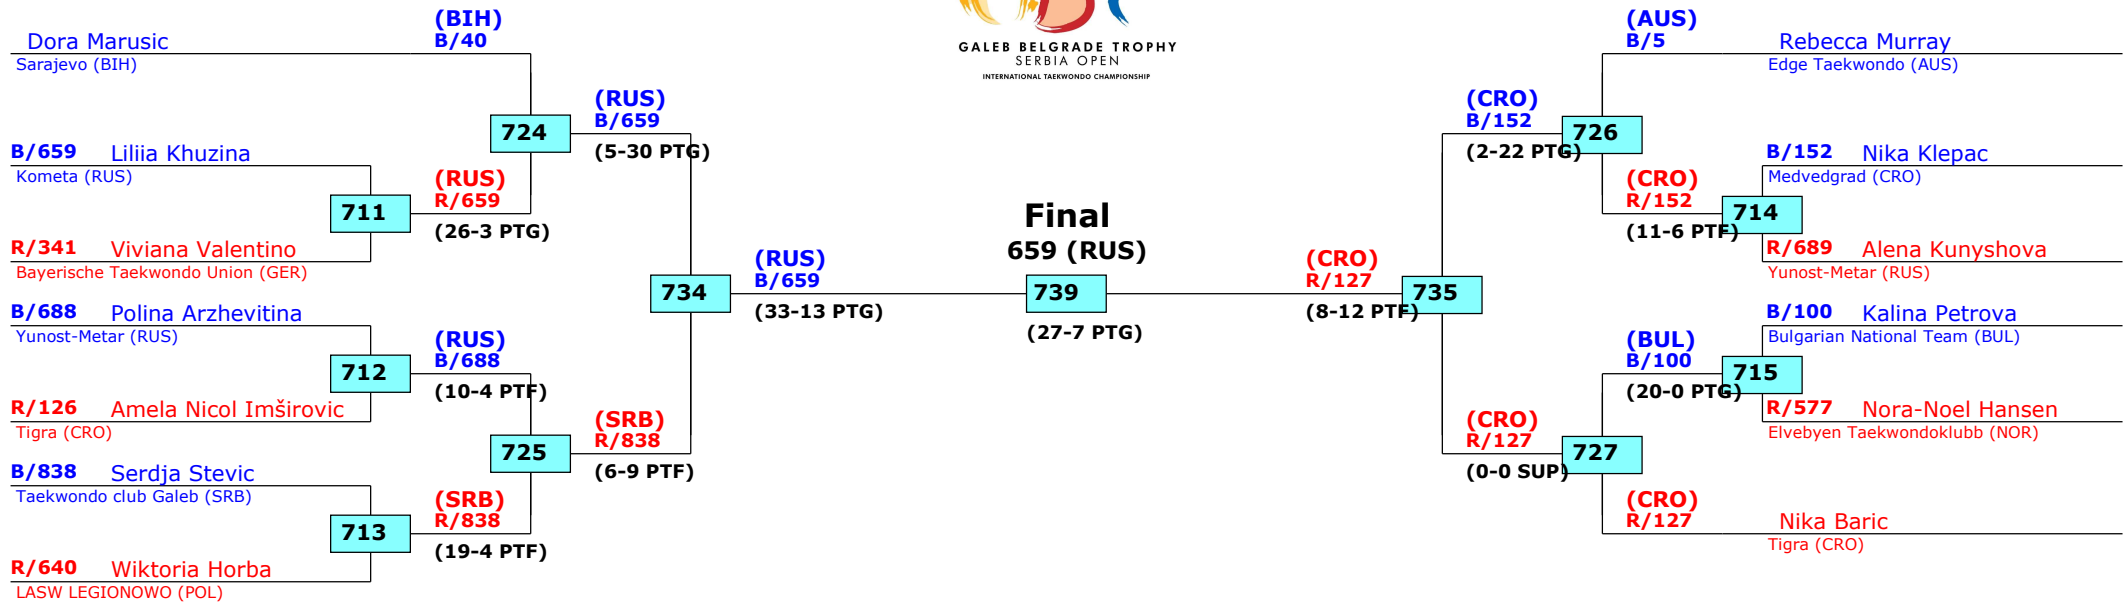 GALEB BELGRADE TROPHY
SERBIA OPEN
INTERNATIONAL TAEKWONDO CHAMPIONSHIP
(BIH)
B/40
Dora Marusic
Sarajevo (BIH)
724
(RUS)
B/659
(5-30 PTG)
B/659 Liliia Khuzina
Kometa (RUS)
711
(RUS)
R/659
(26-3 PTG)
R/341 Viviana Valentino
Bayerische Taekwondo Union (GER)
734
(RUS)
B/659
(33-13 PTG)
B/688 Polina Arzhevitina
Yunost-Metar (RUS)
712
(RUS)
B/688
(10-4 PTF)
R/126 Amela Nicol Imširovic
Tigra (CRO)
725
(SRB)
R/838
(6-9 PTF)
B/838 Serdja Stevic
Taekwondo club Galeb (SRB)
713
(SRB)
R/838
(19-4 PTF)
R/640 Wiktoria Horba
LASW LEGIONOWO (POL)
Final
659 (RUS)
739
(27-7 PTG)
(AUS)
B/5
Rebecca Murray
Edge Taekwondo (AUS)
(CRO)
B/152
(2-22 PTG)
726
B/152 Nika Klepac
Medvedgrad (CRO)
(CRO)
R/152
(11-6 PTF)
714
R/689 Alena Kunyshova
Yunost-Metar (RUS)
(CRO)
R/127
(8-12 PTF)
735
B/100 Kalina Petrova
Bulgarian National Team (BUL)
(BUL)
B/100
(20-0 PTG)
715
R/577 Nora-Noel Hansen
Elvebyen Taekwondoklubb (NOR)
(CRO)
R/127
(0-0 SUP)
727
(CRO)
R/127
Nika Baric
Tigra (CRO)